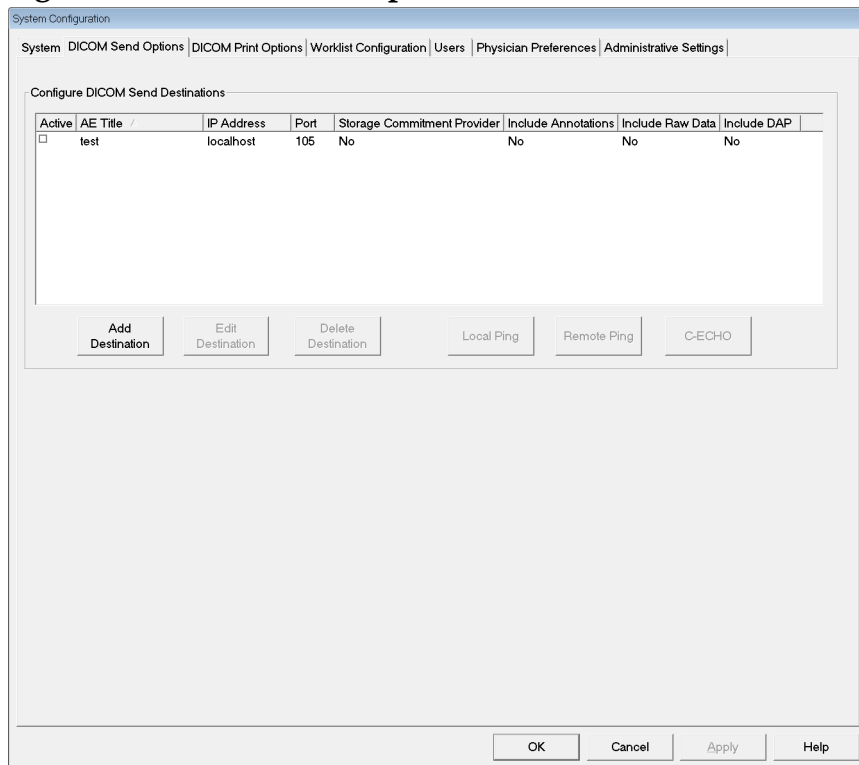 System Configuration
System DICOM Send Options DICOM Print Options Worklist Configuration Users Physician Preferences Administrative Settings
Configure DICOM Send Destinations
Active AE Title / IP Address Port Storage Commitment Provider Include Annotations Include Raw Data Include DAP
test localhost 105 No No No No
Add Destination Edit Destination Delete Destination Local Ping Remote Ping C-ECHO
OK Cancel Apply Help